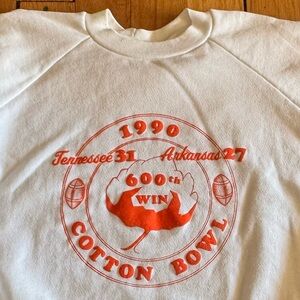 1990
Tennessee 31 Arkansas 27
600th
WIN
COTTON BOWL